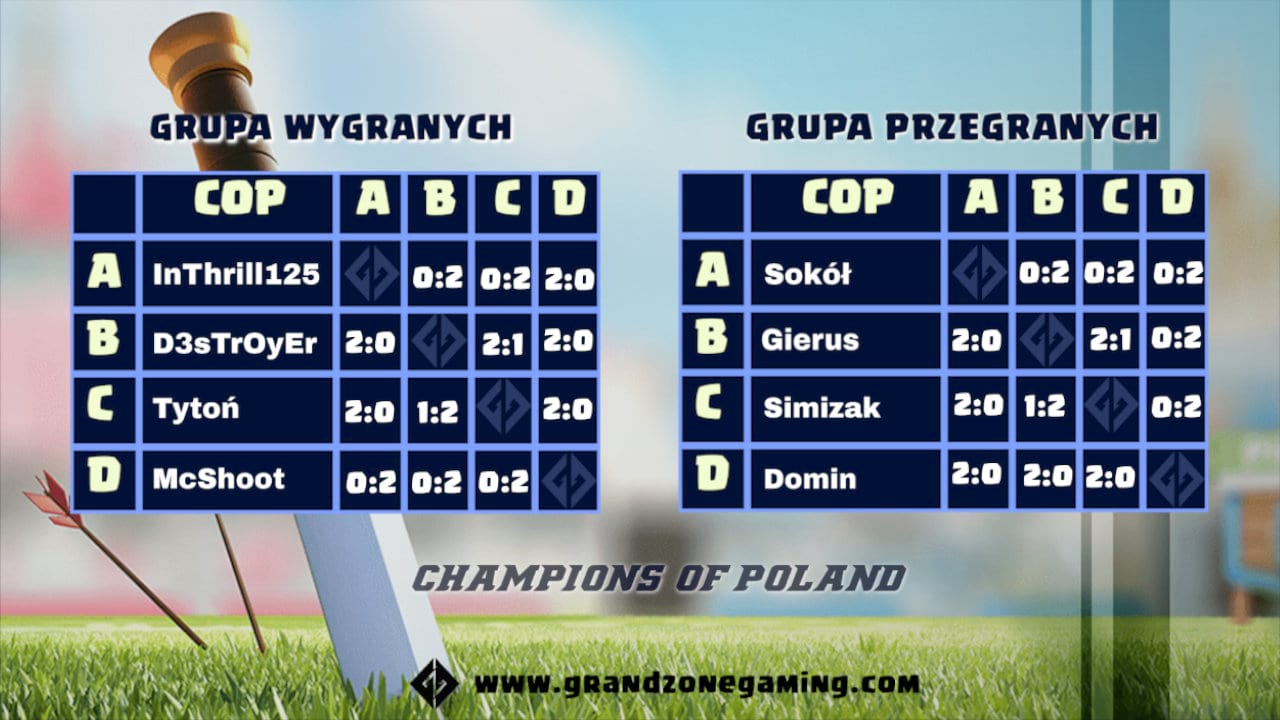 GRUPA WYGRANYCH
COP A B C D
A InThrill125 0:2 0:2 2:0
B D3sTrOyEr 2:0 2:1 2:0
C Tytoń 2:0 1:2 2:0
D McShoot 0:2 0:2 0:2
GRUPA PRZEGRANYCH
COP A B C D
A Sokół 0:2 0:2 0:2
B Gierus 2:0 2:1 0:2
C Simizak 2:0 1:2 0:2
D Domin 2:0 2:0 2:0
CHAMPIONS OF POLAND
www.grandzonegaming.com